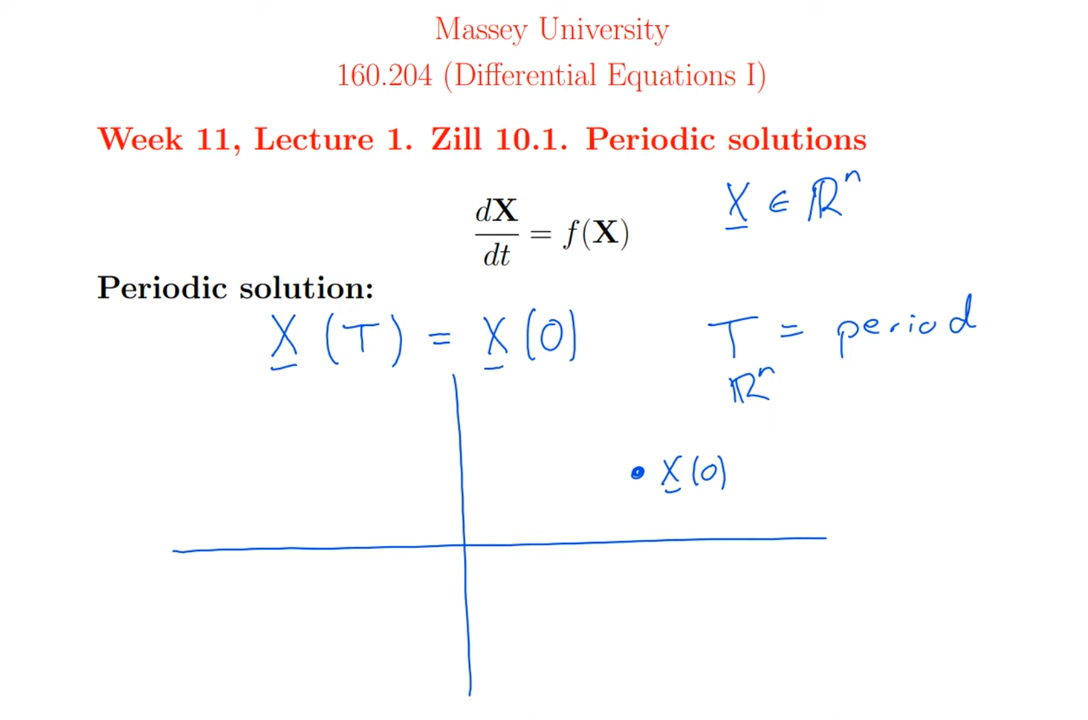 Massey University
160.204 (Differential Equations I)
Week 11, Lecture 1. Zill 10.1. Periodic solutions
dX/dt = f(X)
X ∈ ℝⁿ
Periodic solution:
X(T) = X(0)
T = period
ℝⁿ
X(0)